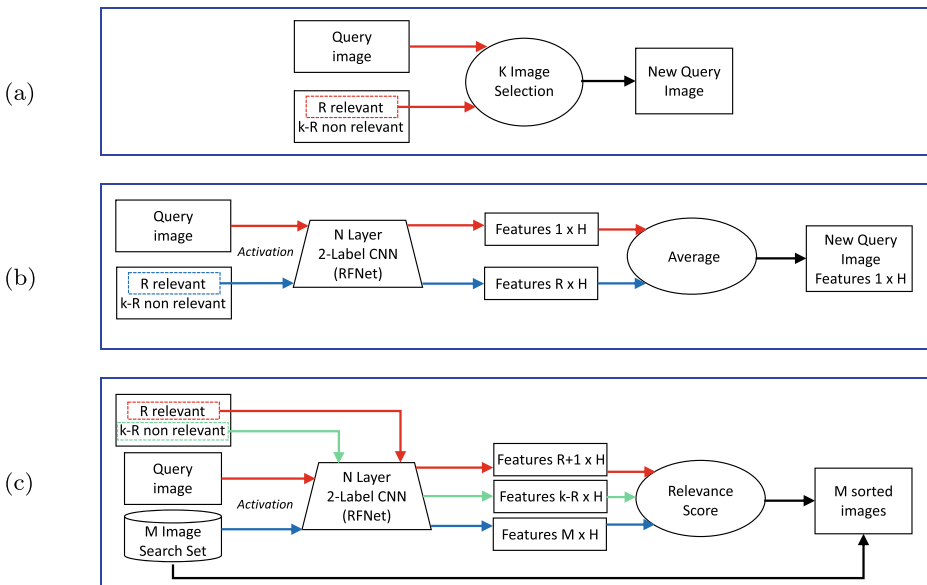 (a)
Query
image
R relevant
k-R non relevant
K Image
Selection
New Query
Image
(b)
Query
image
R relevant
k-R non relevant
Activation
N Layer
2-Label CNN
(RFNet)
Features 1 x H
Features R x H
Average
New Query
Image
Features 1 x H
(c)
R relevant
k-R non relevant
Query
image
M Image
Search Set
Activation
N Layer
2-Label CNN
(RFNet)
Features R+1 x H
Features k-R x H
Features M x H
Relevance
Score
M sorted
images